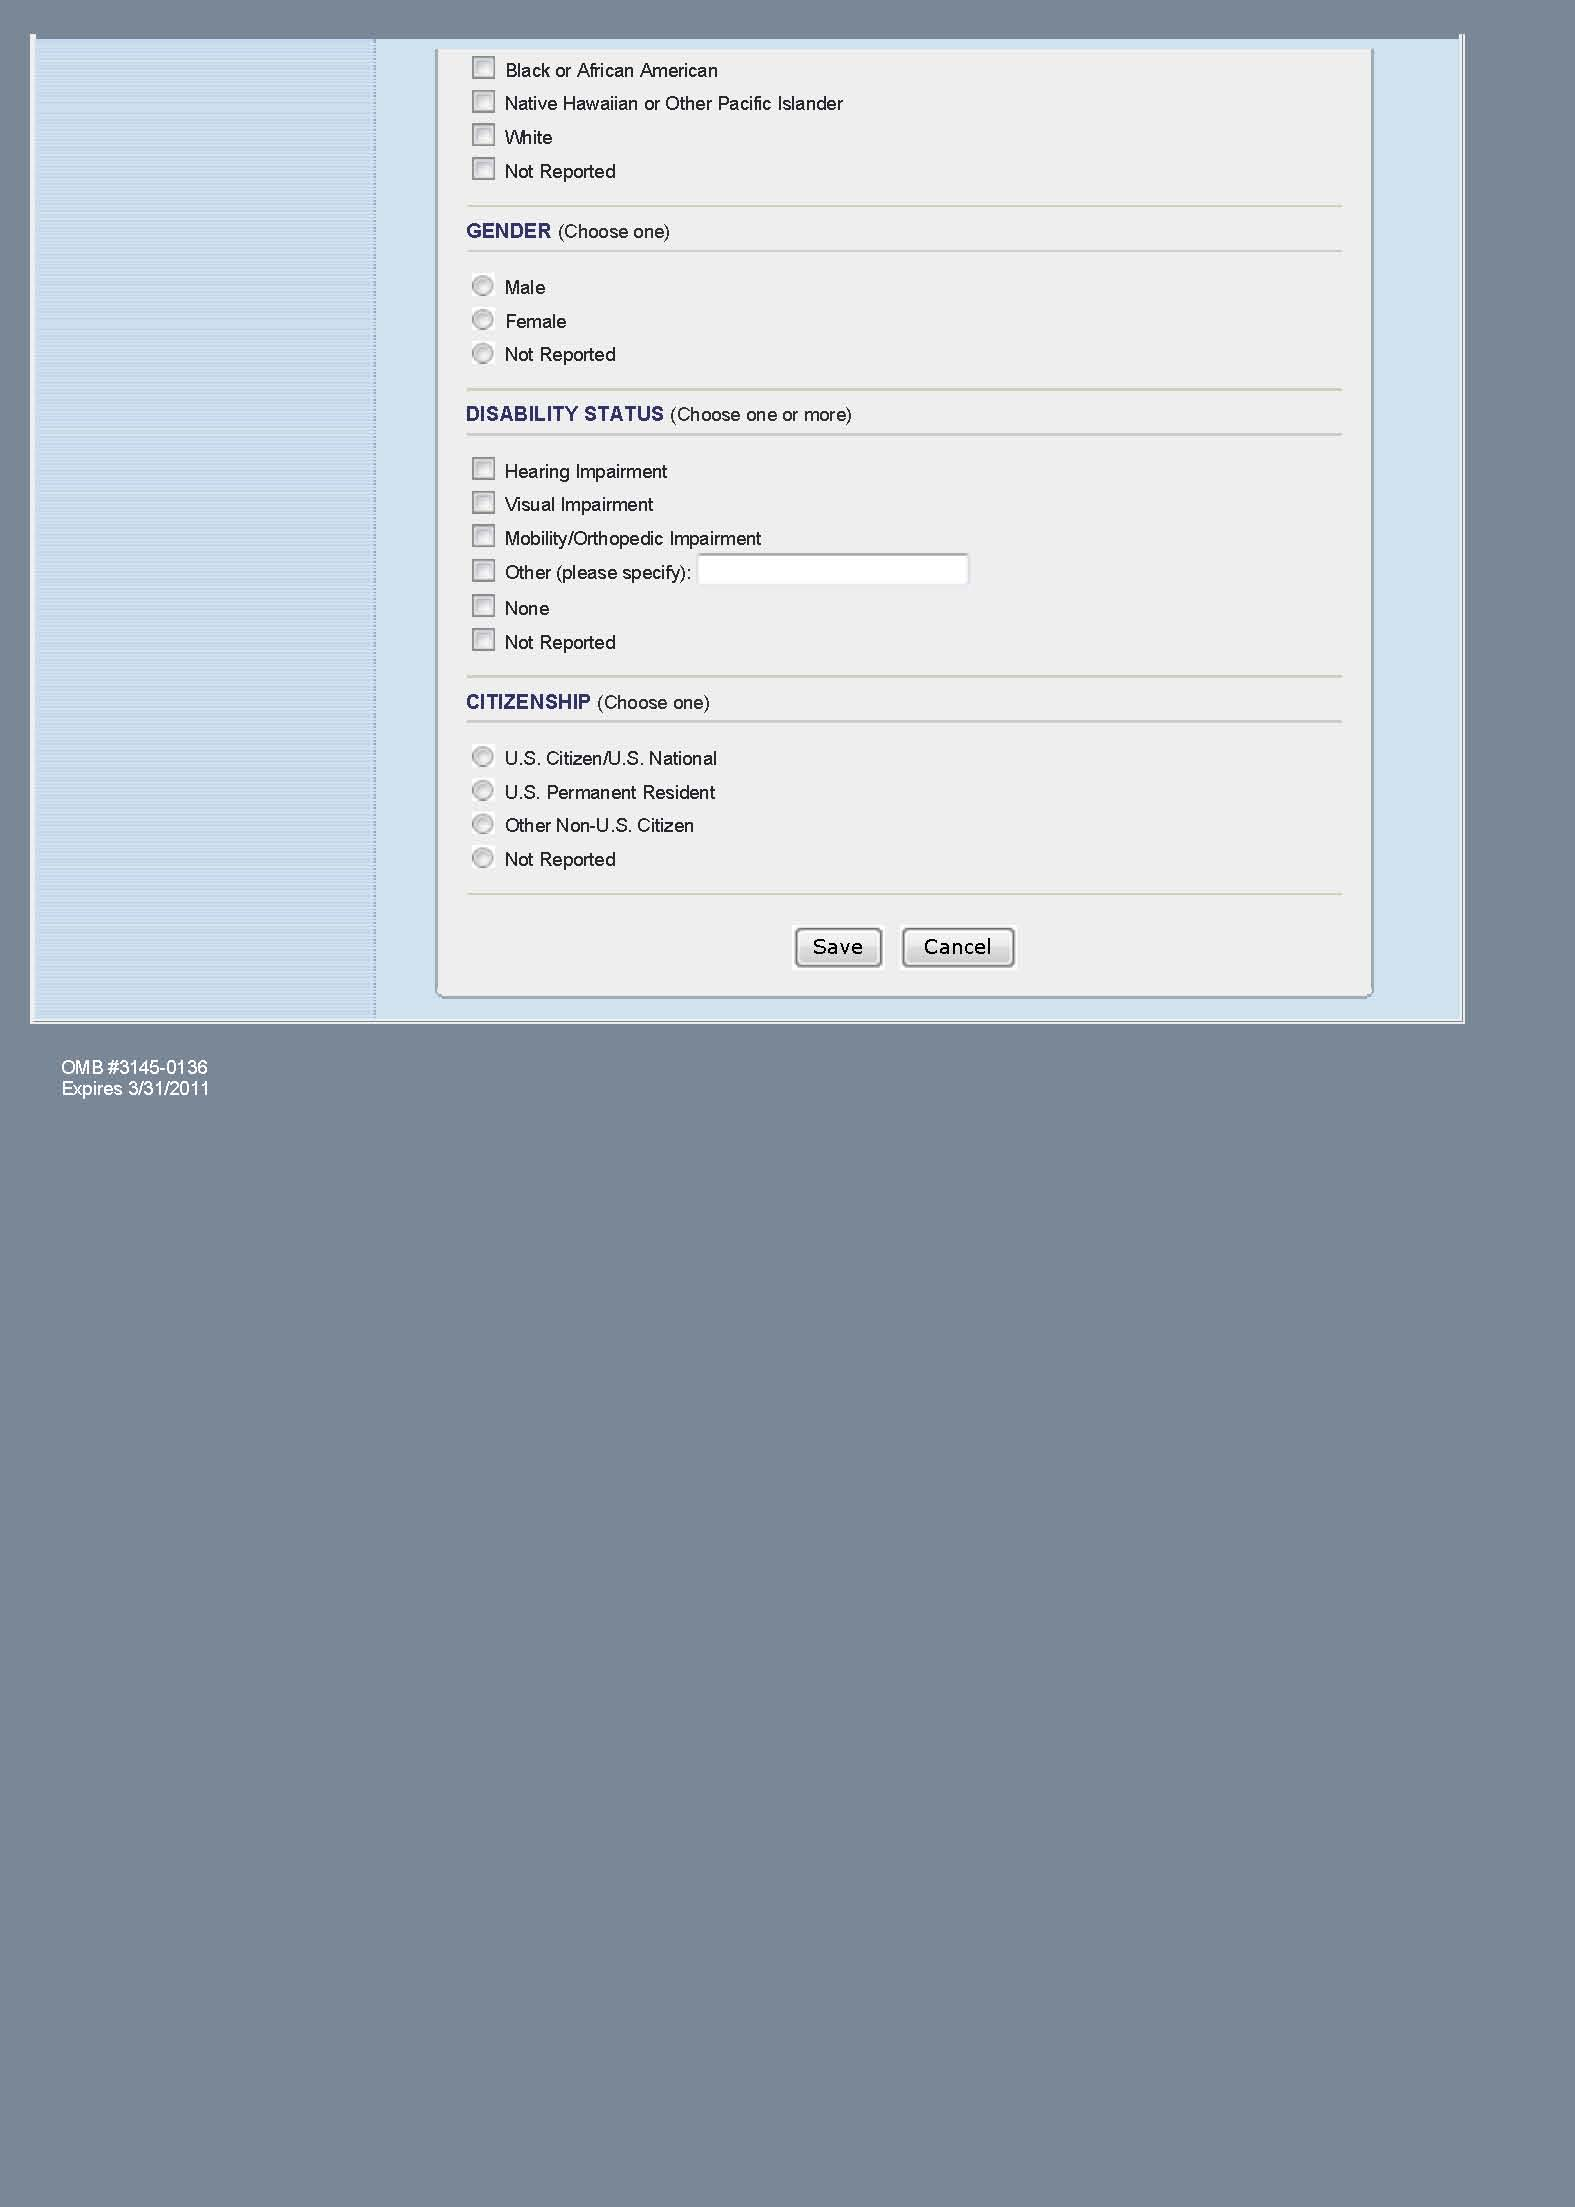 Black or African American
Native Hawaiian or Other Pacific Islander
White
Not Reported
GENDER (Choose one)
Male
Female
Not Reported
DISABILITY STATUS (Choose one or more)
Hearing Impairment
Visual Impairment
Mobility/Orthopedic Impairment
Other (please specify):
None
Not Reported
CITIZENSHIP (Choose one)
U.S. Citizen/U.S. National
U.S. Permanent Resident
Other Non-U.S. Citizen
Not Reported
Save Cancel
OMB #3145-0136
Expires 3/31/2011